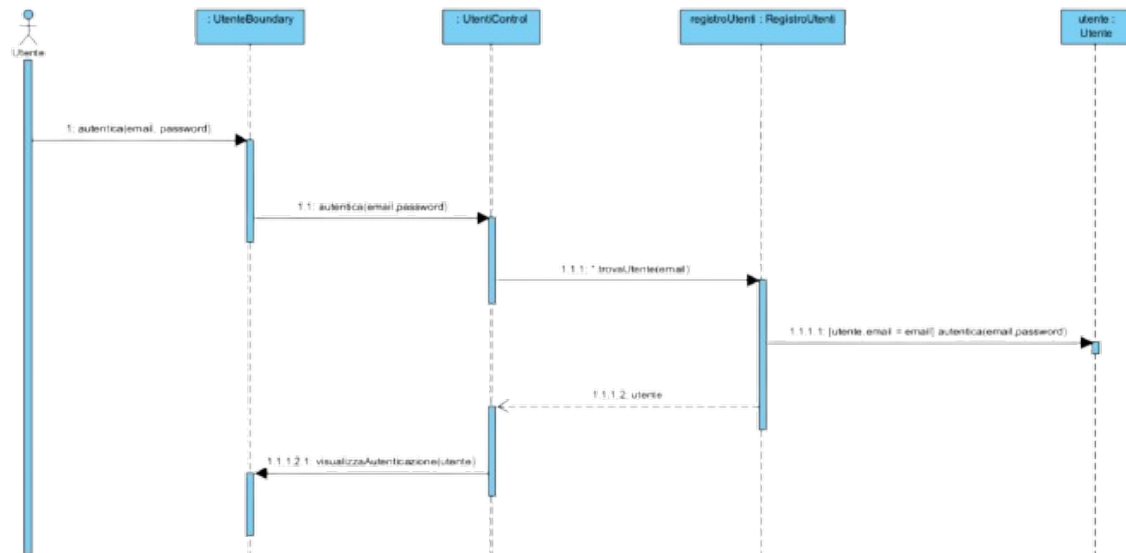 : UtenteBoundary
: UtentiControl
registroUtenti : RegistroUtenti
utente :
Utente
Utente
1: autentica(email, password)
1.1: autentica(email,password)
1.1.1: *.trovaUtente(email)
1.1.1.1: [utente.email = email] autentica(email,password)
1.1.1.2: utente
1.1.1.2.1: visualizzaAutenticazione(utente)